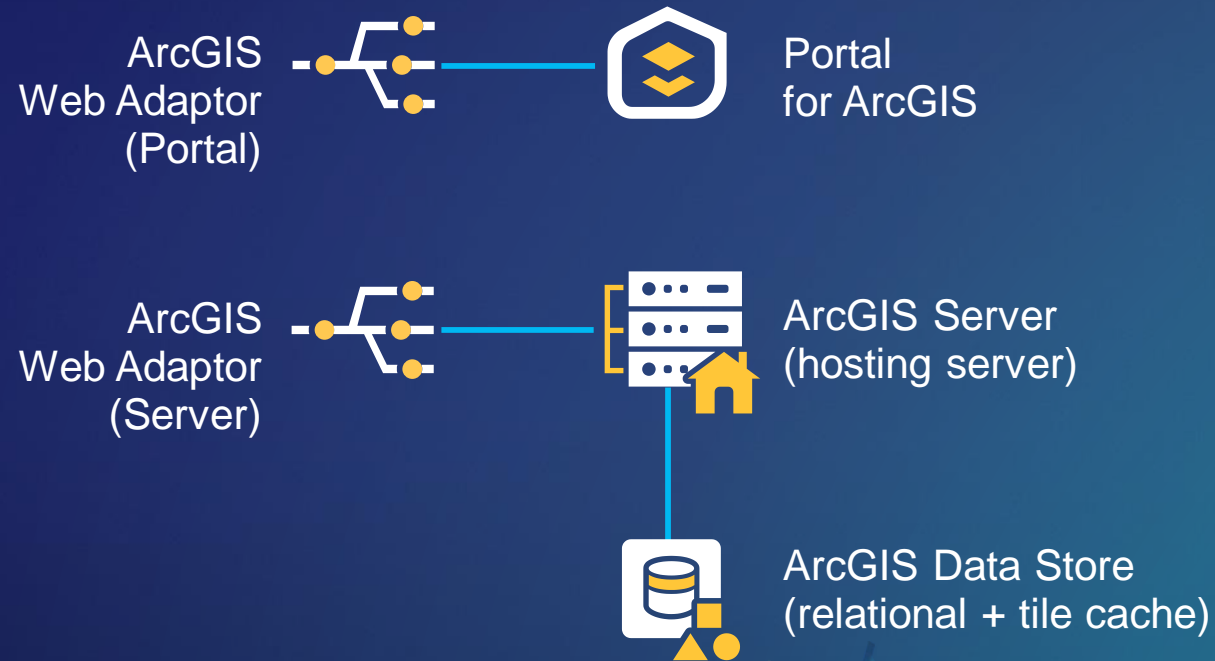 ArcGIS
Web Adaptor
(Portal)
Portal
for ArcGIS
ArcGIS
Web Adaptor
(Server)
ArcGIS Server
(hosting server)
ArcGIS Data Store
(relational + tile cache)